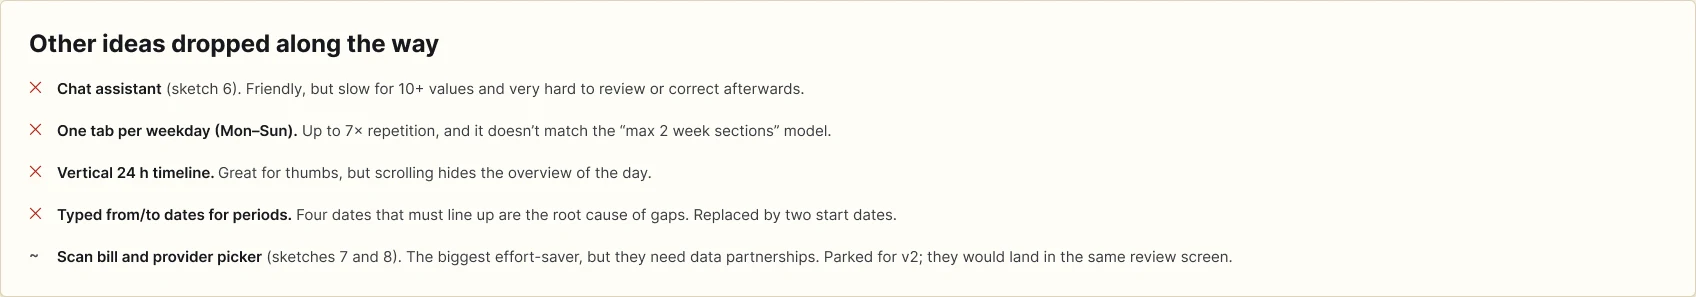 Other ideas dropped along the way
Chat assistant (sketch 6). Friendly, but slow for 10+ values and very hard to review or correct afterwards.
One tab per weekday (Mon–Sun). Up to 7× repetition, and it doesn’t match the “max 2 week sections” model.
Vertical 24 h timeline. Great for thumbs, but scrolling hides the overview of the day.
Typed from/to dates for periods. Four dates that must line up are the root cause of gaps. Replaced by two start dates.
~ Scan bill and provider picker (sketches 7 and 8). The biggest effort-saver, but they need data partnerships. Parked for v2; they would land in the same review screen.